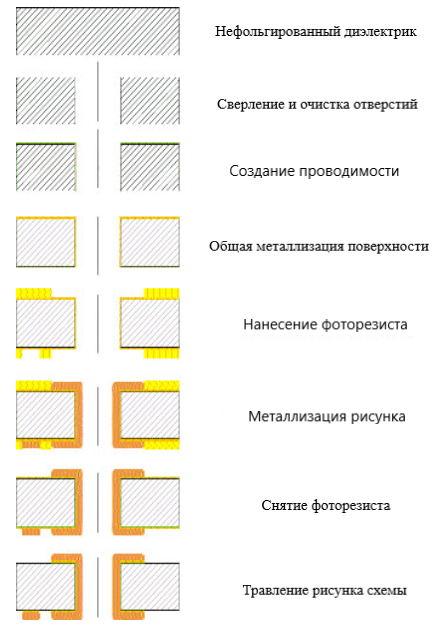 Нефольгированный диэлектрик
Сверление и очистка отверстий
Создание проводимости
Общая металлизация поверхности
Нанесение фоторезиста
Металлизация рисунка
Снятие фоторезиста
Травление рисунка схемы